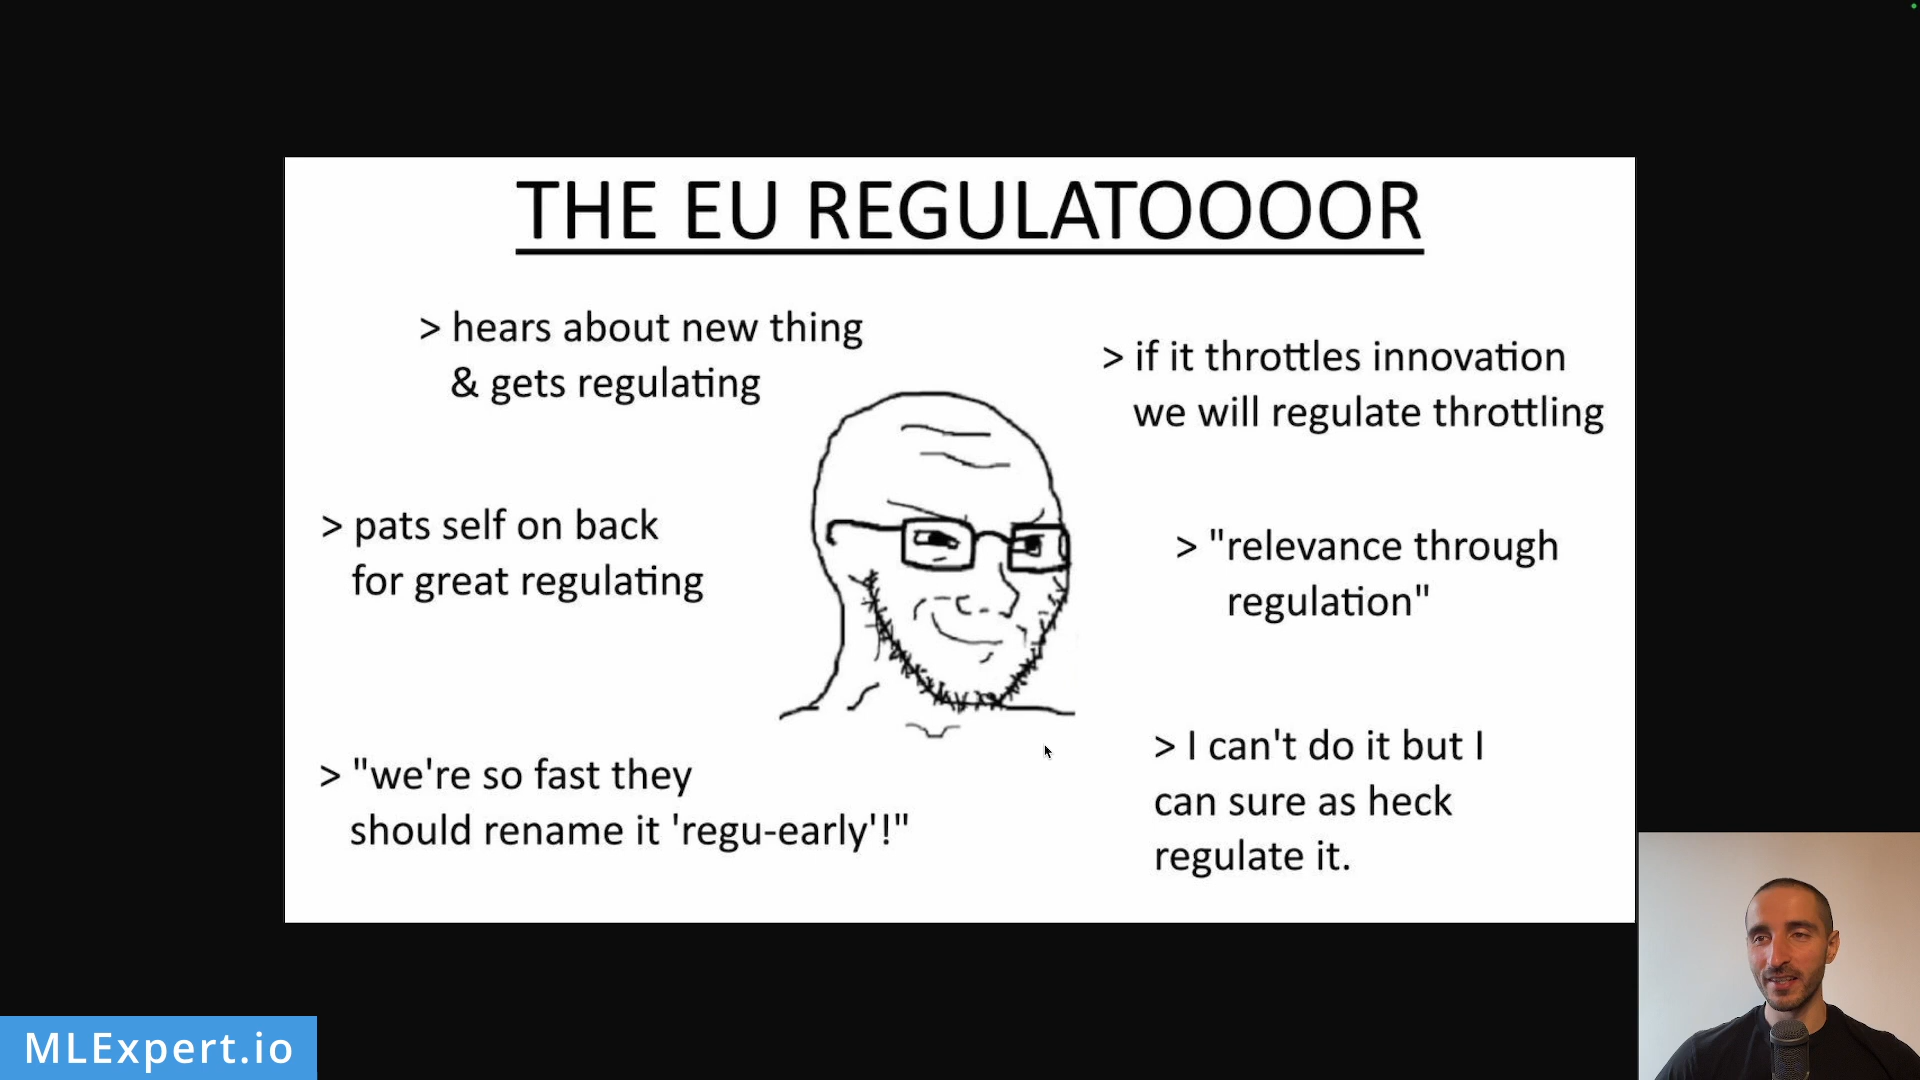 THE EU REGULATOOOOR
> hears about new thing
& gets regulating
> if it throttles innovation
we will regulate throttling
> pats self on back
for great regulating
> "relevance through
regulation"
> "we're so fast they
should rename it 'regu-early'!"
> I can't do it but I
can sure as heck
regulate it.
MLExpert.io